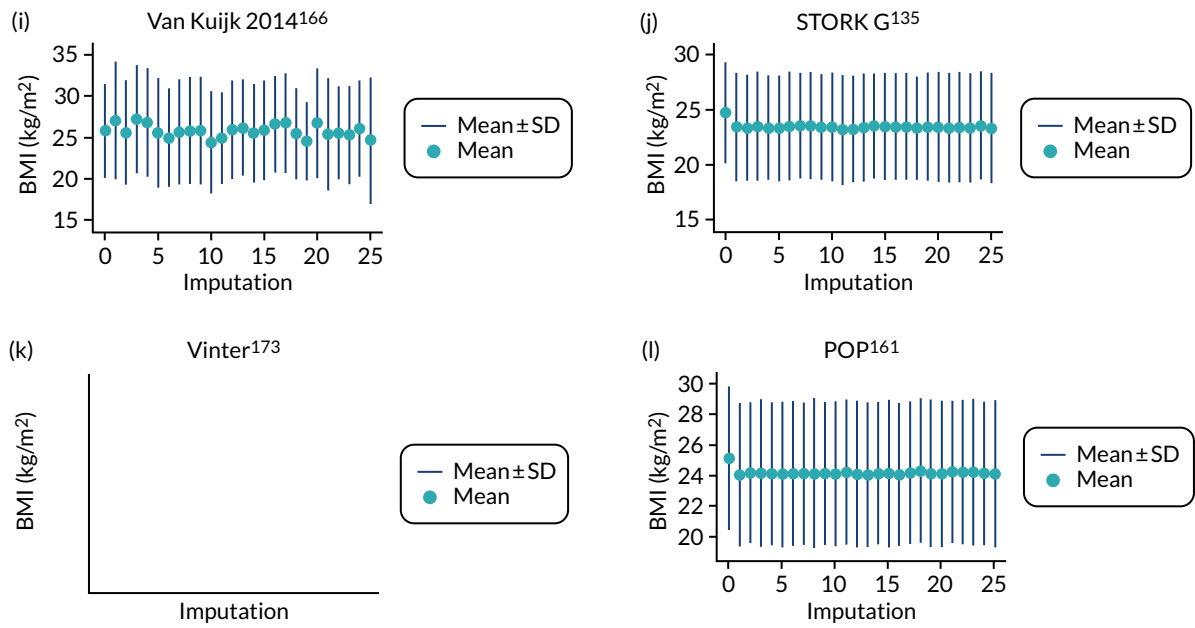 (i)
Van Kuijk 2014166
35
30
25
20
15
BMI (kg/m2)
0 5 10 15 20 25
Imputation
Mean±SD
Mean
(j)
STORK G135
30
25
20
15
BMI (kg/m2)
0 5 10 15 20 25
Imputation
Mean±SD
Mean
(k)
Vinter173
BMI (kg/m2)
Imputation
Mean±SD
Mean
(l)
POP161
30
28
26
24
22
20
BMI (kg/m2)
0 5 10 15 20 25
Imputation
Mean±SD
Mean